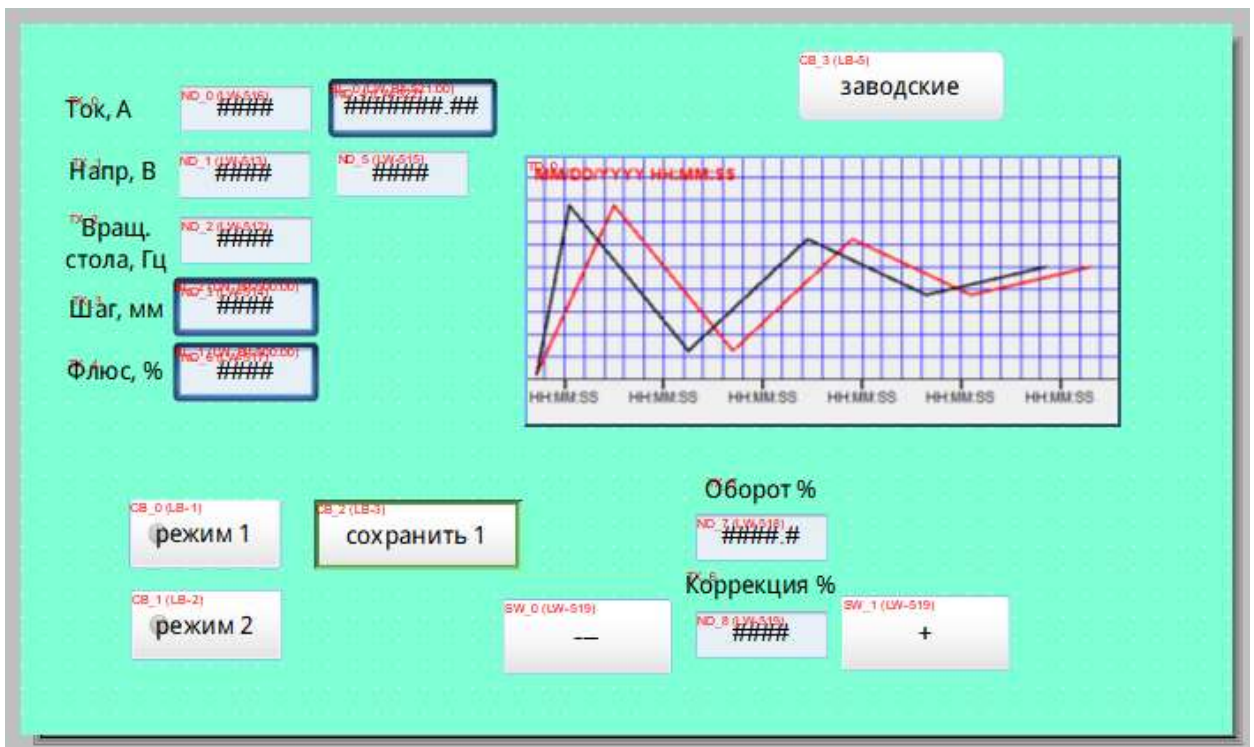 CB_3 (LB-5)
заводские
Ток, А
ND_0 (LW-516)
####
#######.##
Напр, В
ND_1 (LW-513)
####
ND_5 (LW-515)
####
MM/DD/YYYY HH:MM:SS
Вращ.
стола, Гц
ND_2 (LW-512)
####
Шаг, мм
####
Флюс, %
####
HH:MM:SS HH:MM:SS HH:MM:SS HH:MM:SS HH:MM:SS HH:MM:SS
Оборот %
CB_0 (LB-1)
режим 1
CB_2 (LB-3)
сохранить 1
ND_7 (LW-518)
####.#
Коррекция %
CB_1 (LB-2)
режим 2
SW_0 (LW-519)
---
ND_8 (LW-519)
####
SW_1 (LW-519)
+